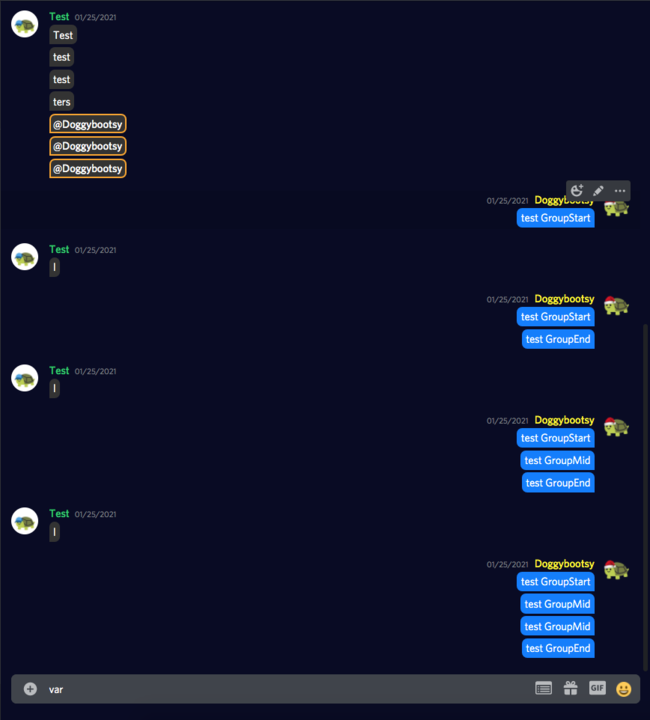 Test 01/25/2021
Test
test
test
ters
@Doggybootsy
@Doggybootsy
@Doggybootsy
01/25/2021 Doggybootsy
test GroupStart
Test 01/25/2021
l
01/25/2021 Doggybootsy
test GroupStart
test GroupEnd
Test 01/25/2021
l
01/25/2021 Doggybootsy
test GroupStart
test GroupMid
test GroupEnd
Test 01/25/2021
l
01/25/2021 Doggybootsy
test GroupStart
test GroupMid
test GroupMid
test GroupEnd
var
GIF